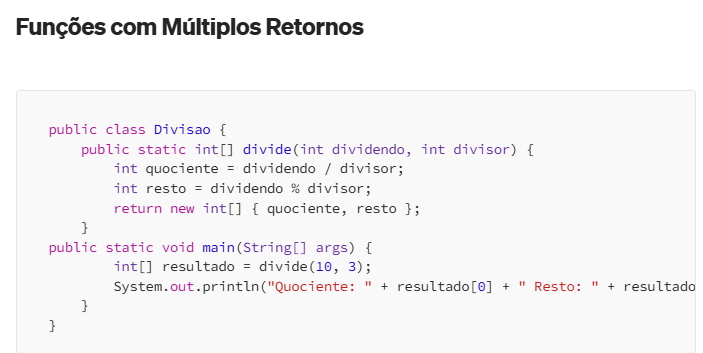 Funções com Múltiplos Retornos
public class Divisao {
    public static int[] divide(int dividendo, int divisor) {
        int quociente = dividendo / divisor;
        int resto = dividendo % divisor;
        return new int[] { quociente, resto };
    }
public static void main(String[] args) {
        int[] resultado = divide(10, 3);
        System.out.println("Quociente: " + resultado[0] + " Resto: " + resultado
    }
}